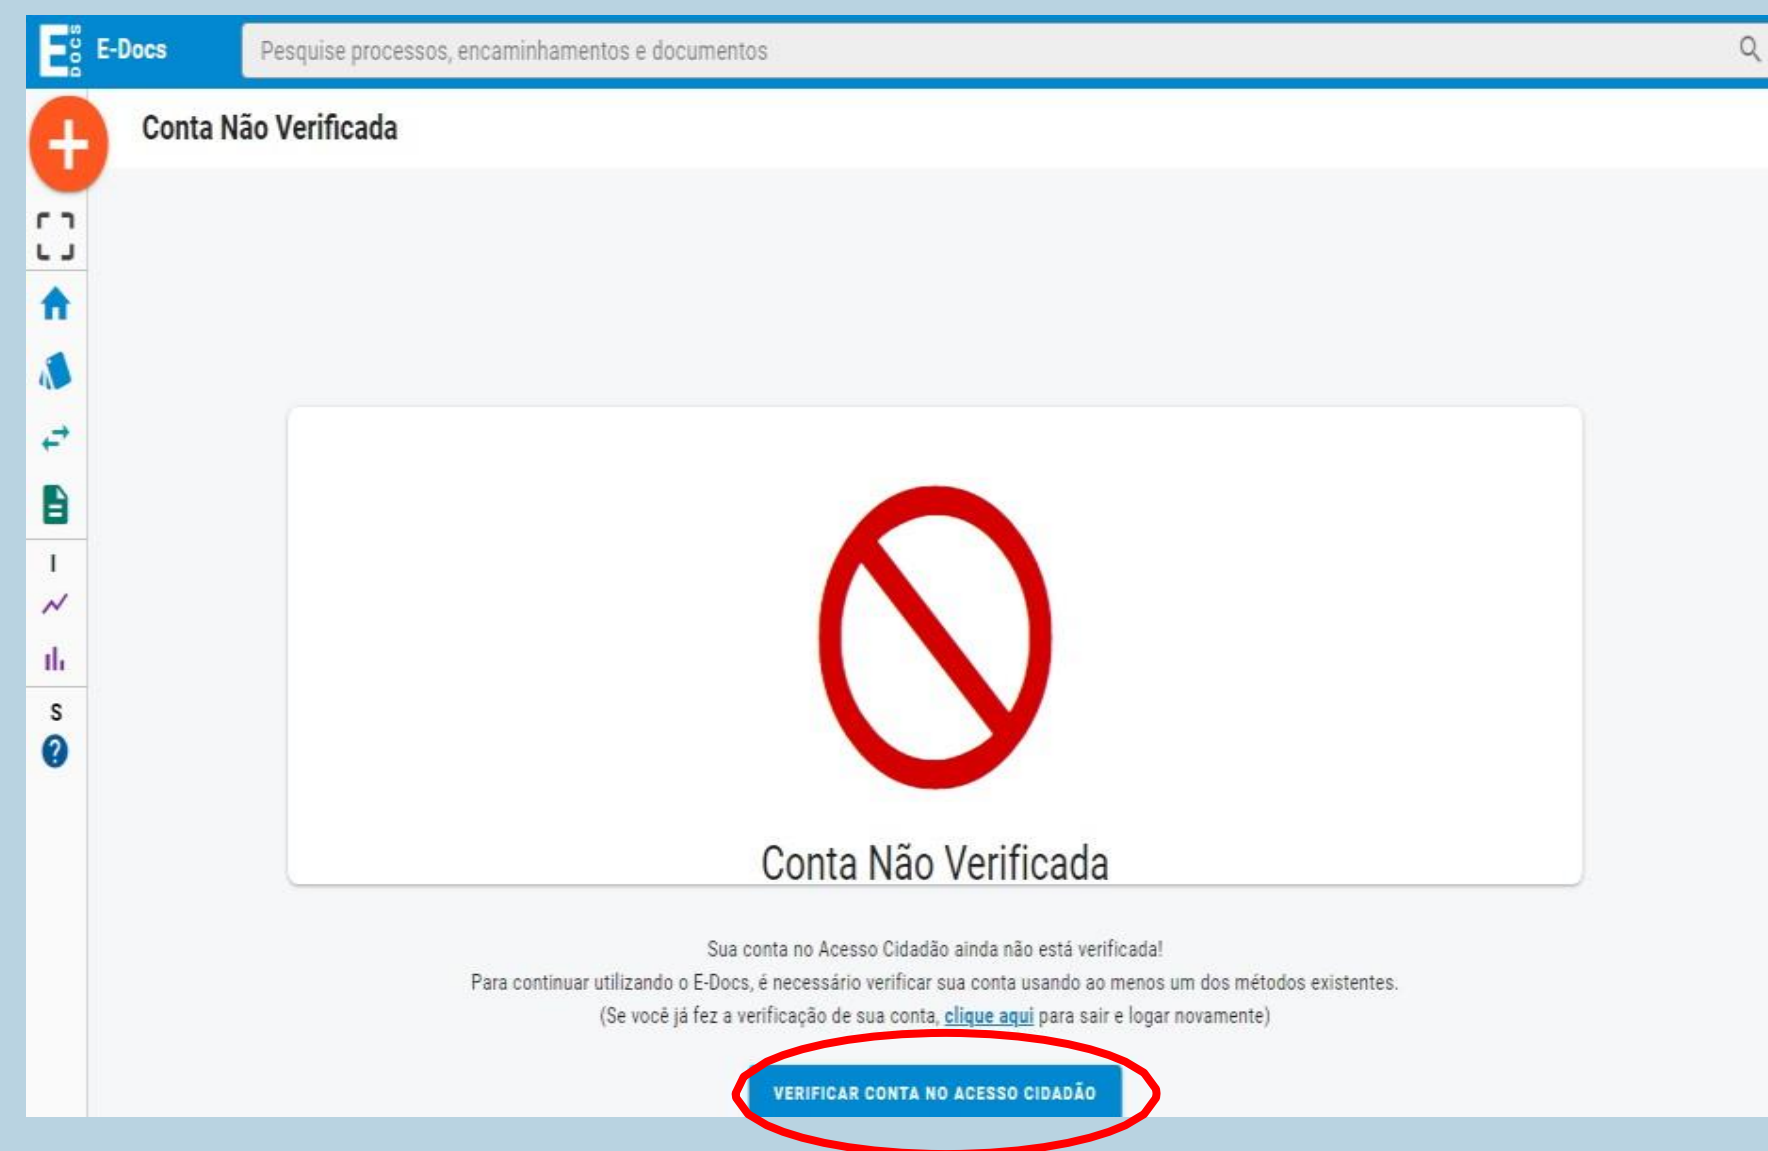 E DOCS
E-Docs
Pesquise processos, encaminhamentos e documentos
Conta Não Verificada
I
S
?
Conta Não Verificada
Sua conta no Acesso Cidadão ainda não está verificada!
Para continuar utilizando o E-Docs, é necessário verificar sua conta usando ao menos um dos métodos existentes.
(Se você já fez a verificação de sua conta, clique aqui para sair e logar novamente)
VERIFICAR CONTA NO ACESSO CIDADÃO